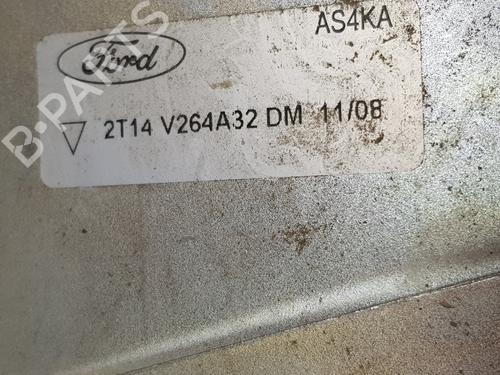 AS4KA
Ford
2T14 V264A32 DM 11/08
B-PARTS